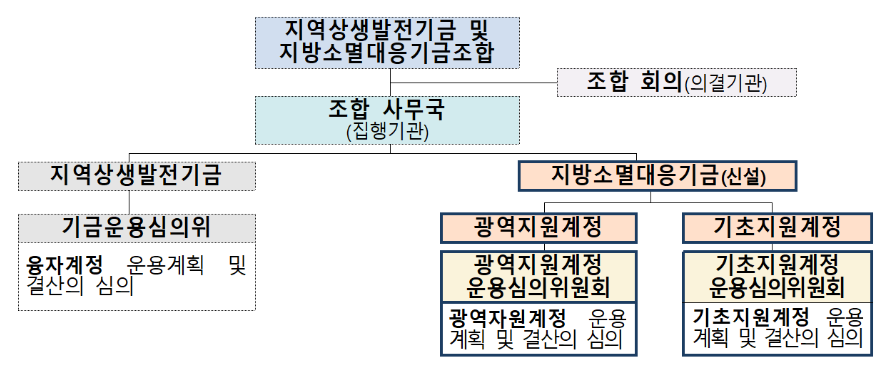 지역상생발전기금 및
지방소멸대응기금조합
조합 회의(의결기관)
조합 사무국
(집행기관)
지역상생발전기금
지방소멸대응기금(신설)
기금운용심의위
융자계정 운용계획 및
결산의 심의
광역지원계정
기초지원계정
광역지원계정
운용심의위원회
기초지원계정
운용심의위원회
광역자원계정 운용
계획 및 결산의 심의
기초지원계정 운용
계획 및 결산의 심의